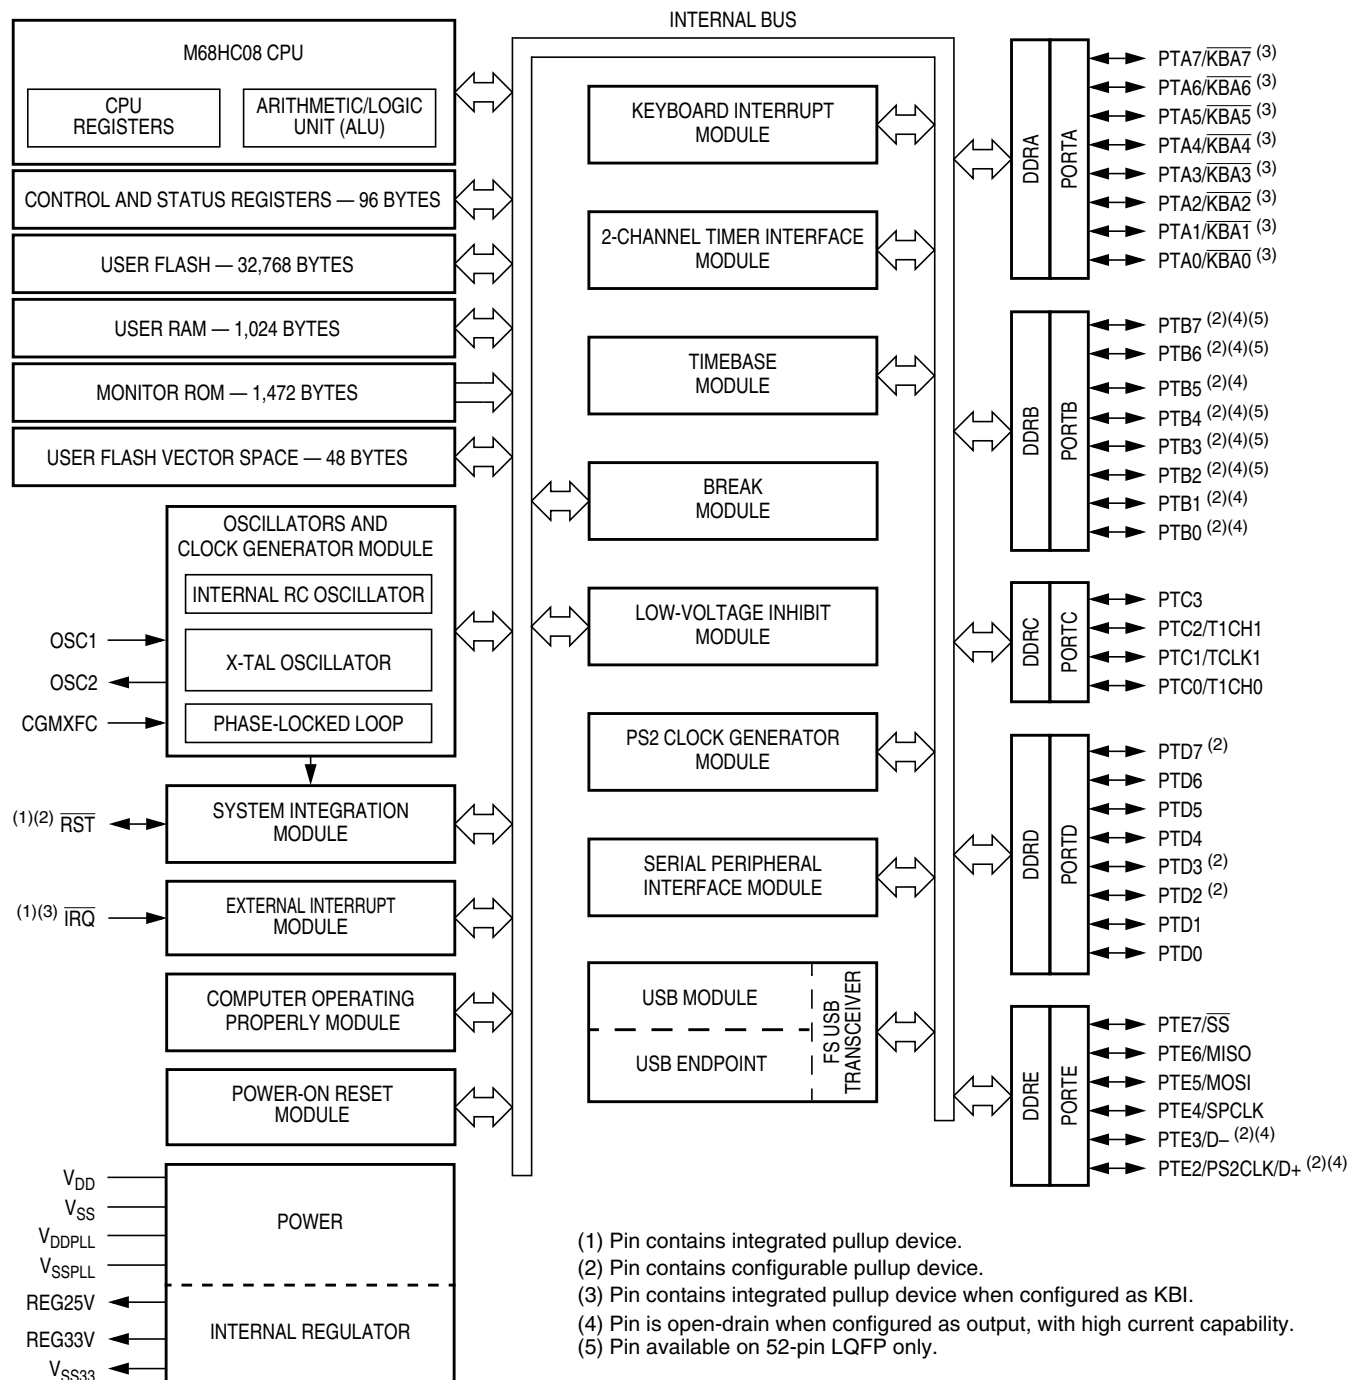 INTERNAL BUS
M68HC08 CPU
CPU
REGISTERS
ARITHMETIC/LOGIC
UNIT (ALU)
CONTROL AND STATUS REGISTERS — 96 BYTES
USER FLASH — 32,768 BYTES
USER RAM — 1,024 BYTES
MONITOR ROM — 1,472 BYTES
USER FLASH VECTOR SPACE — 48 BYTES
OSCILLATORS AND
CLOCK GENERATOR MODULE
INTERNAL RC OSCILLATOR
X-TAL OSCILLATOR
PHASE-LOCKED LOOP
OSC1
OSC2
CGMXFC
SYSTEM INTEGRATION
MODULE
(1)(2) RST
EXTERNAL INTERRUPT
MODULE
(1)(3) IRQ
COMPUTER OPERATING
PROPERLY MODULE
POWER-ON RESET
MODULE
VDD
VSS
VDDPLL
VSSPLL
POWER
REG25V
REG33V
VSS33
INTERNAL REGULATOR
KEYBOARD INTERRUPT
MODULE
2-CHANNEL TIMER INTERFACE
MODULE
TIMEBASE
MODULE
BREAK
MODULE
LOW-VOLTAGE INHIBIT
MODULE
PS2 CLOCK GENERATOR
MODULE
SERIAL PERIPHERAL
INTERFACE MODULE
USB MODULE
USB ENDPOINT
FS USB
TRANSCEIVER
DDRA
PORTA
PTA7/KBA7 (3)
PTA6/KBA6 (3)
PTA5/KBA5 (3)
PTA4/KBA4 (3)
PTA3/KBA3 (3)
PTA2/KBA2 (3)
PTA1/KBA1 (3)
PTA0/KBA0 (3)
DDRB
PORTB
PTB7 (2)(4)(5)
PTB6 (2)(4)(5)
PTB5 (2)(4)
PTB4 (2)(4)(5)
PTB3 (2)(4)(5)
PTB2 (2)(4)(5)
PTB1 (2)(4)
PTB0 (2)(4)
DDRC
PORTC
PTC3
PTC2/T1CH1
PTC1/TCLK1
PTC0/T1CH0
DDRD
PORTD
PTD7 (2)
PTD6
PTD5
PTD4
PTD3 (2)
PTD2 (2)
PTD1
PTD0
DDRE
PORTE
PTE7/SS
PTE6/MISO
PTE5/MOSI
PTE4/SPCLK
PTE3/D– (2)(4)
PTE2/PS2CLK/D+ (2)(4)
(1) Pin contains integrated pullup device.
(2) Pin contains configurable pullup device.
(3) Pin contains integrated pullup device when configured as KBI.
(4) Pin is open-drain when configured as output, with high current capability.
(5) Pin available on 52-pin LQFP only.